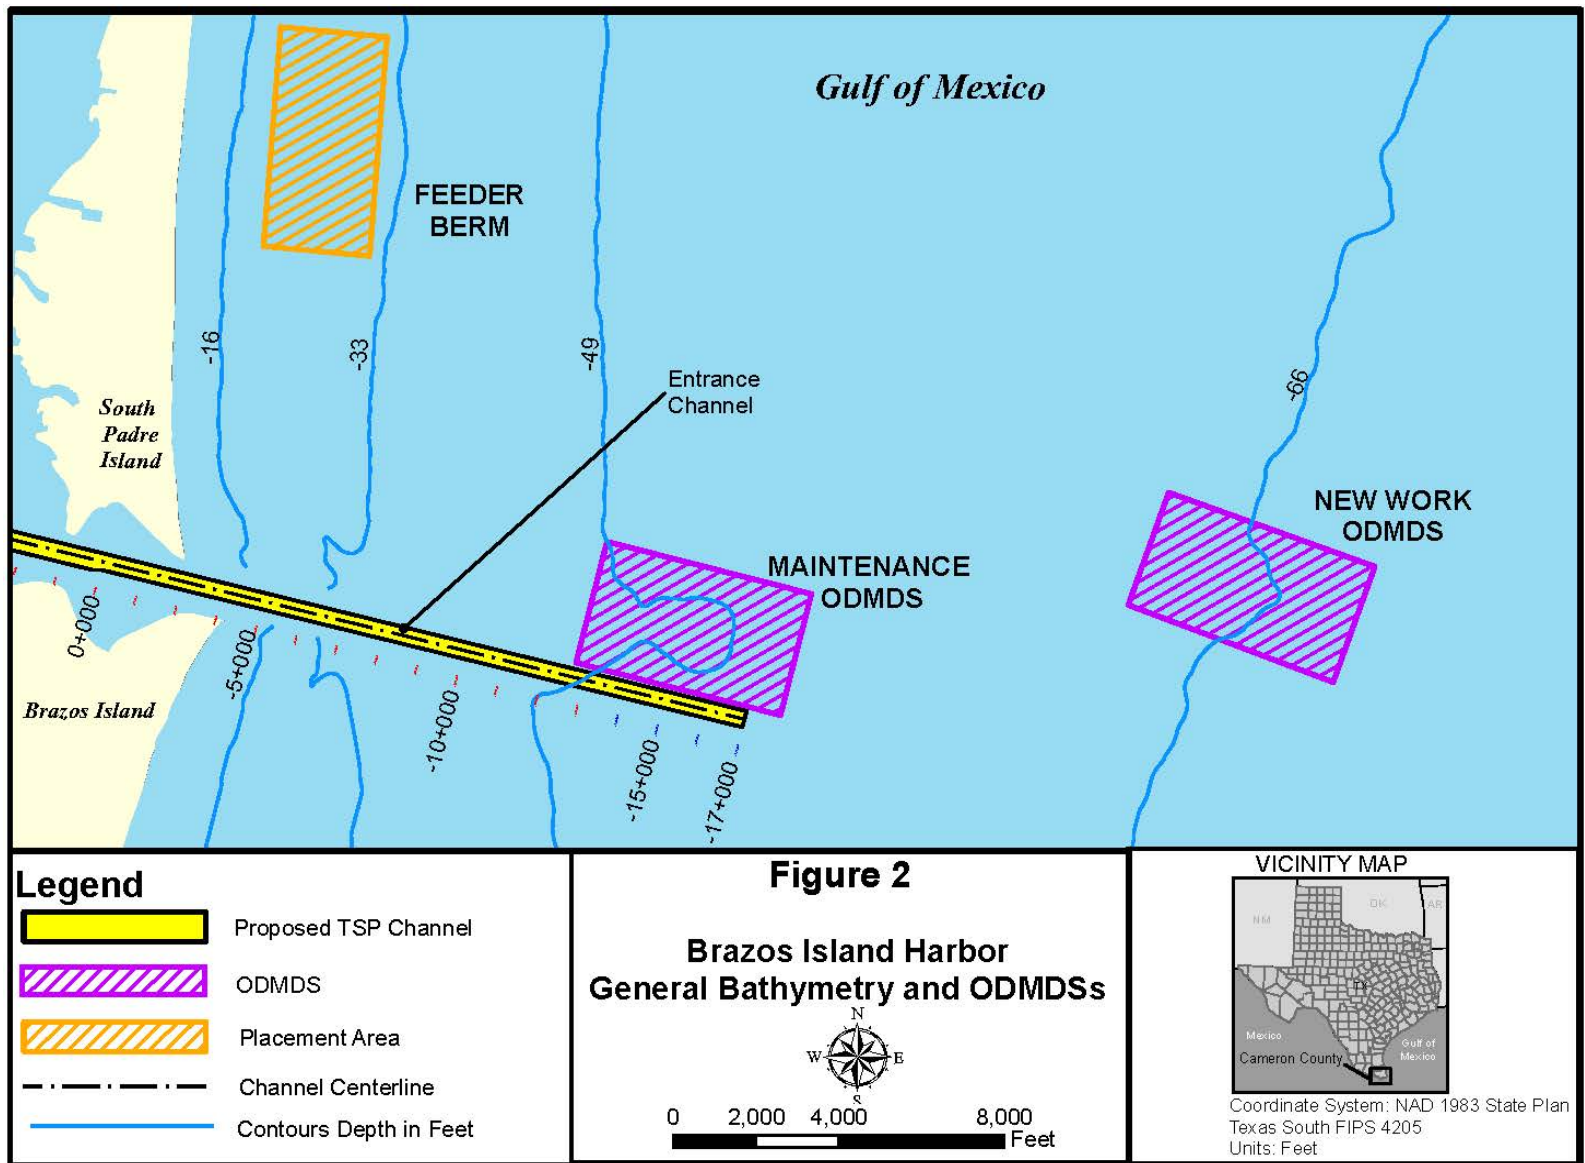 Gulf of Mexico
FEEDER
BERM
-16
-33
-49
-66
Entrance
Channel
South
Padre
Island
NEW WORK
ODMDS
MAINTENANCE
ODMDS
0+000
-5+000
-10+000
-15+000
-17+000
Brazos Island
Legend
Proposed TSP Channel
ODMDS
Placement Area
Channel Centerline
Contours Depth in Feet
Figure 2
Brazos Island Harbor
General Bathymetry and ODMDSs
N
W
E
S
0 2,000 4,000 8,000
Feet
VICINITY MAP
NM
OK
AR
TX
Mexico
Gulf of
Mexico
Cameron County
Coordinate System: NAD 1983 State Plan
Texas South FIPS 4205
Units: Feet